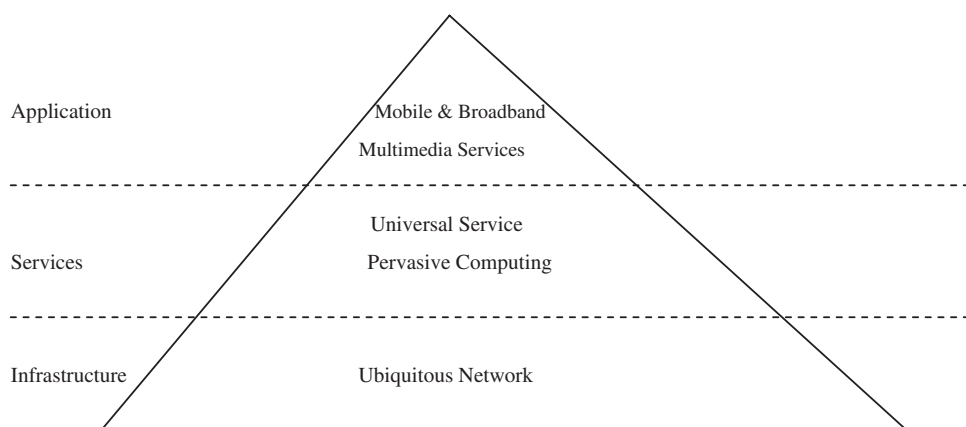 Application
Mobile & Broadband
Multimedia Services
Universal Service
Services
Pervasive Computing
Infrastructure
Ubiquitous Network